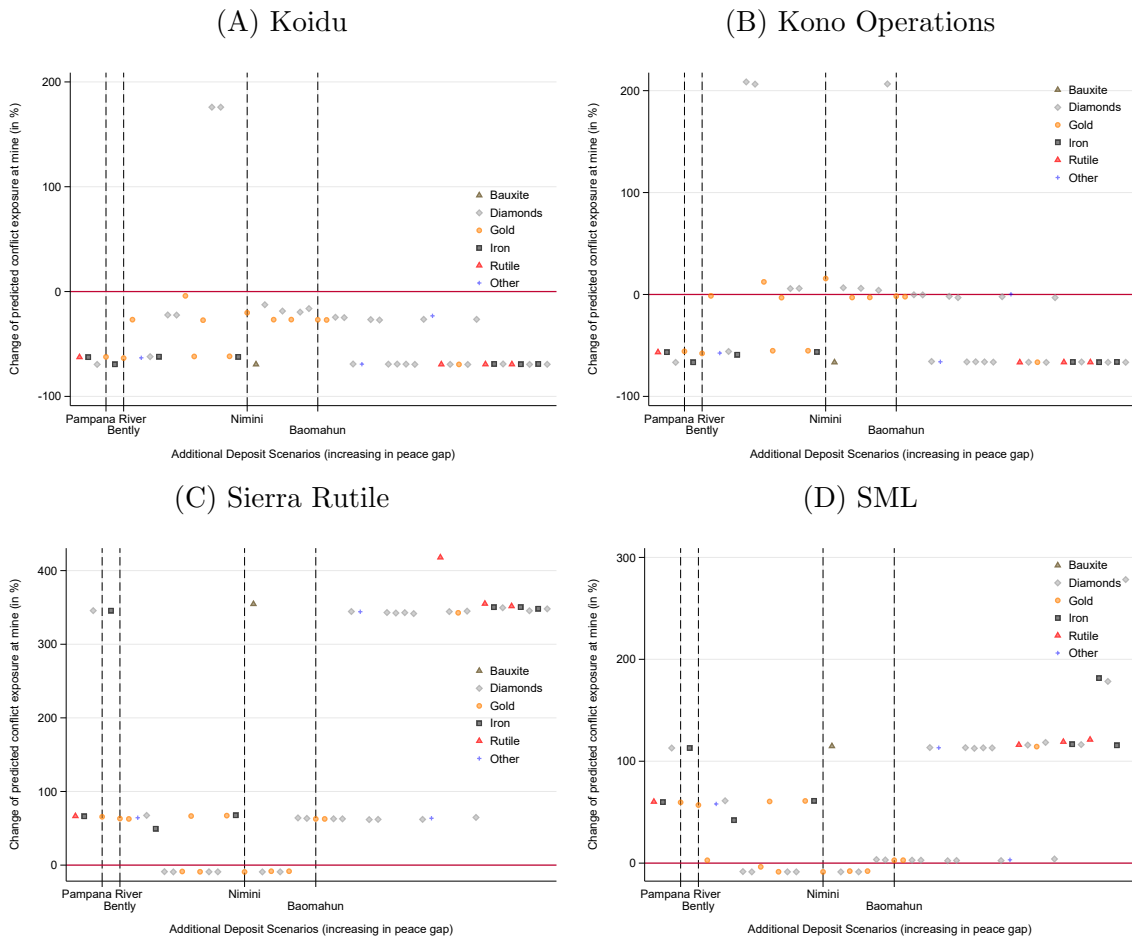 (A) Koidu
Change of predicted conflict exposure at mine (in %)
200
100
0
-100
Bauxite
Diamonds
Gold
Iron
Rutile
Other
Pampana River
Nimini
Bently
Baomahun
Additional Deposit Scenarios (increasing in peace gap)
(B) Kono Operations
Change of predicted conflict exposure at mine (in %)
200
100
0
-100
Bauxite
Diamonds
Gold
Iron
Rutile
Other
Pampana River
Nimini
Bently
Baomahun
Additional Deposit Scenarios (increasing in peace gap)
(C) Sierra Rutile
Change of predicted conflict exposure at mine (in %)
400
300
200
100
0
Bauxite
Diamonds
Gold
Iron
Rutile
Other
Pampana River
Nimini
Bently
Baomahun
Additional Deposit Scenarios (increasing in peace gap)
(D) SML
Change of predicted conflict exposure at mine (in %)
300
200
100
0
Bauxite
Diamonds
Gold
Iron
Rutile
Other
Pampana River
Nimini
Bently
Baomahun
Additional Deposit Scenarios (increasing in peace gap)